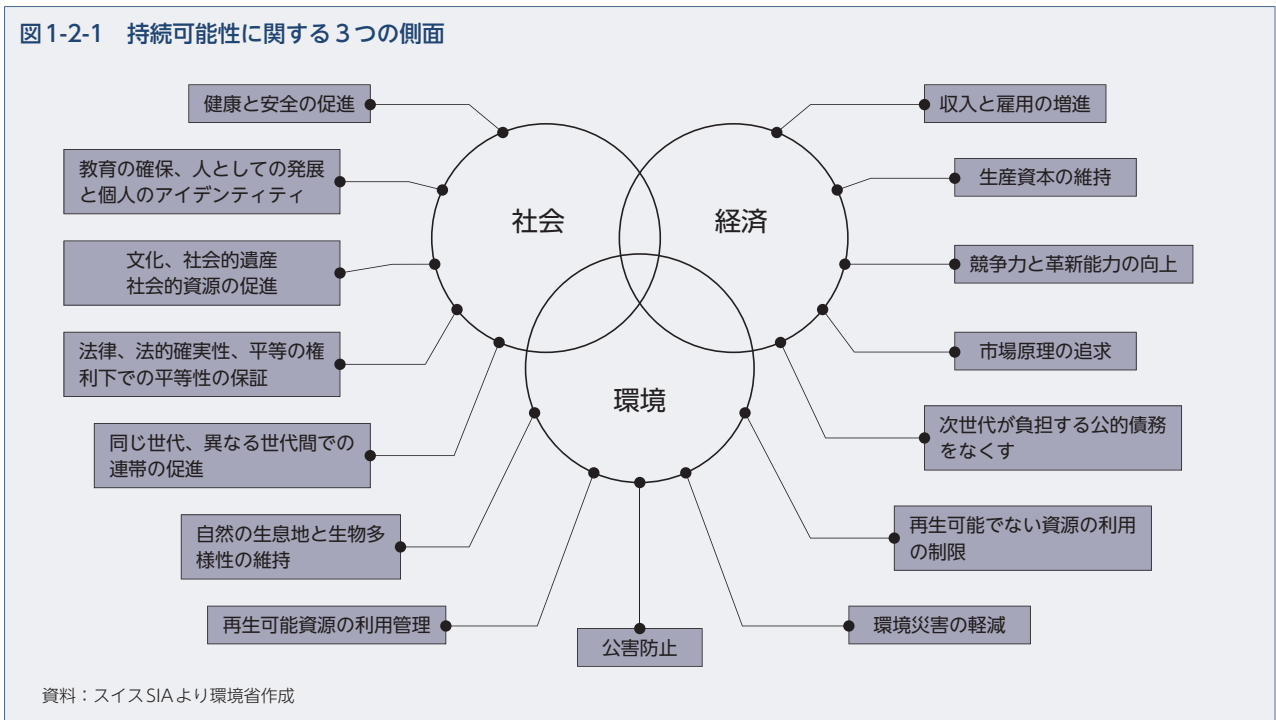 図1-2-1 持続可能性に関する３つの側面
健康と安全の促進
教育の確保、人としての発展
と個人のアイデンティティ
文化、社会的遺産
社会的資源の促進
法律、法的確実性、平等の権
利下での平等性の保証
同じ世代、異なる世代間での
連帯の促進
自然の生息地と生物多
様性の維持
再生可能資源の利用管理
社会
経済
環境
公害防止
収入と雇用の増進
生産資本の維持
競争力と革新能力の向上
市場原理の追求
次世代が負担する公的債務
をなくす
再生可能でない資源の利用
の制限
環境災害の軽減
資料：スイスSIAより環境省作成